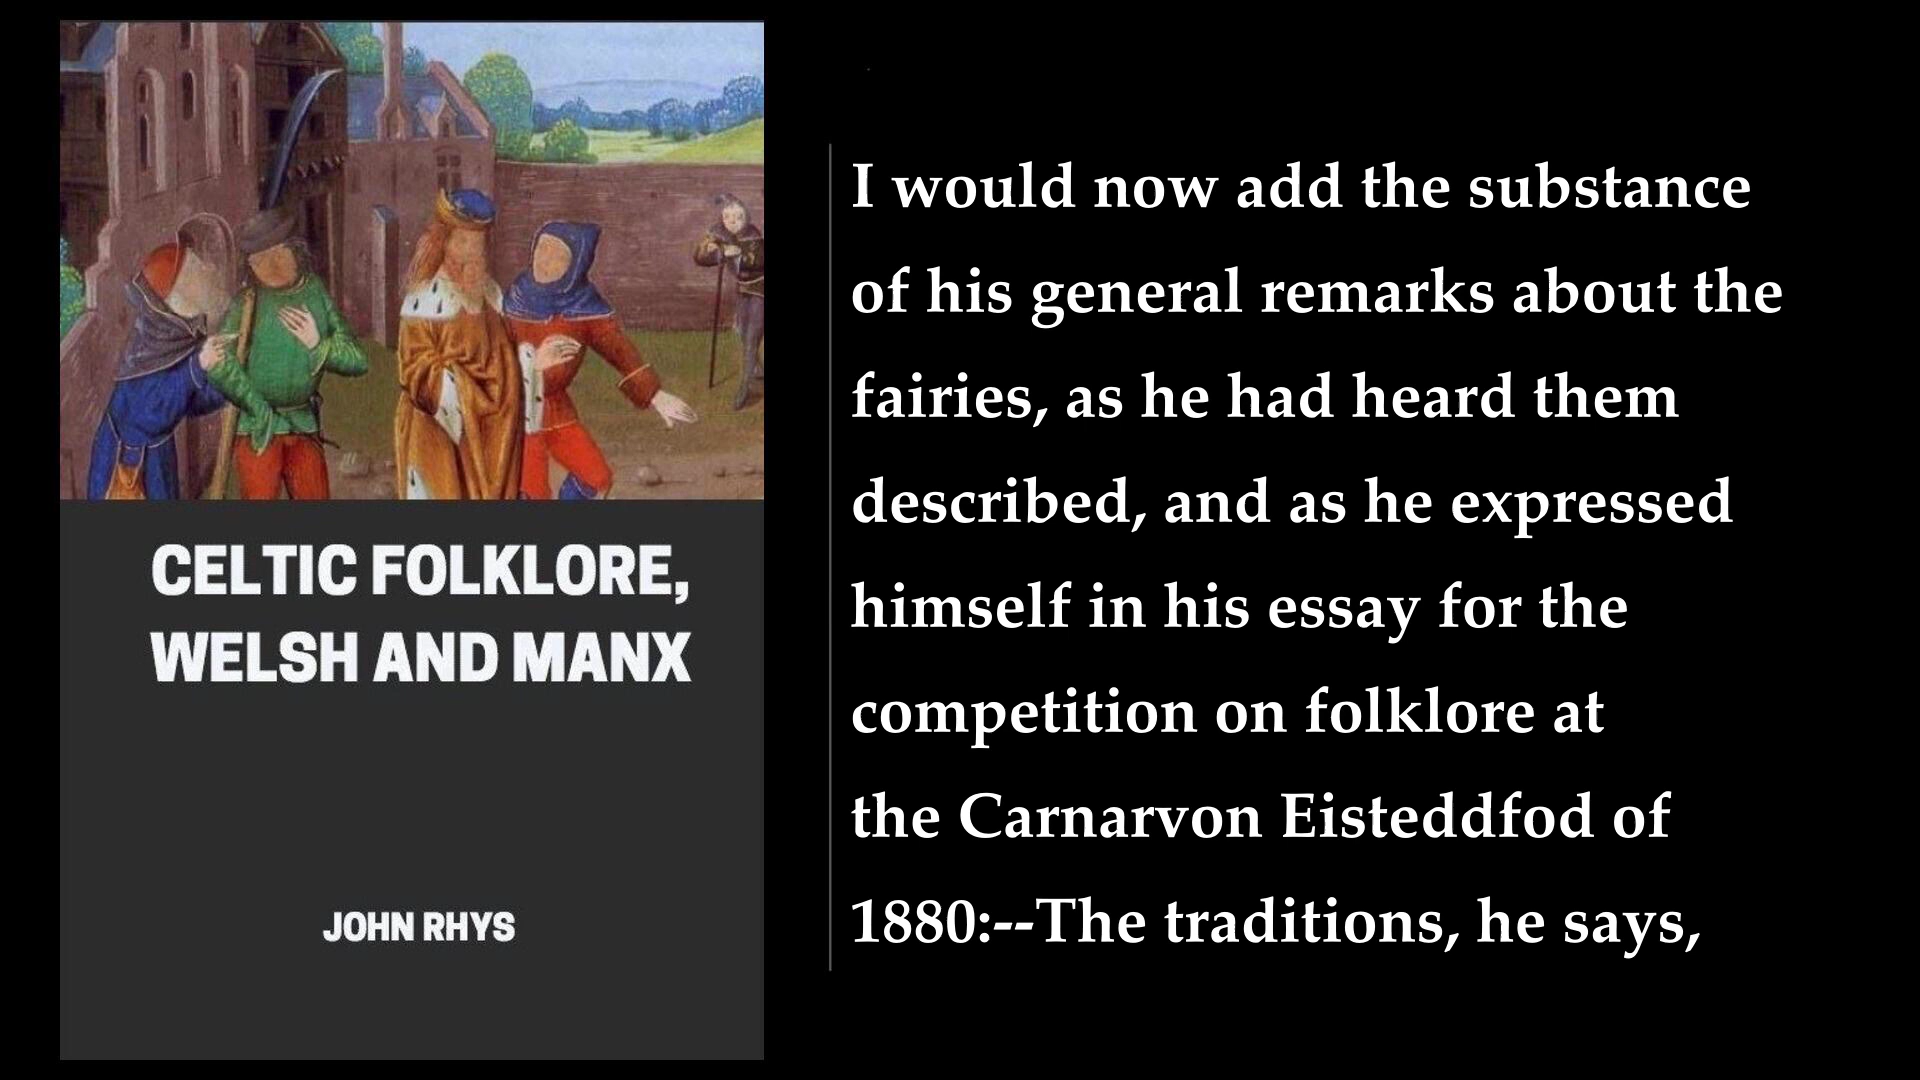 CELTIC FOLKLORE,
WELSH AND MANX
JOHN RHYS
I would now add the substance
of his general remarks about the
fairies, as he had heard them
described, and as he expressed
himself in his essay for the
competition on folklore at
the Carnarvon Eisteddfod of
1880:--The traditions, he says,